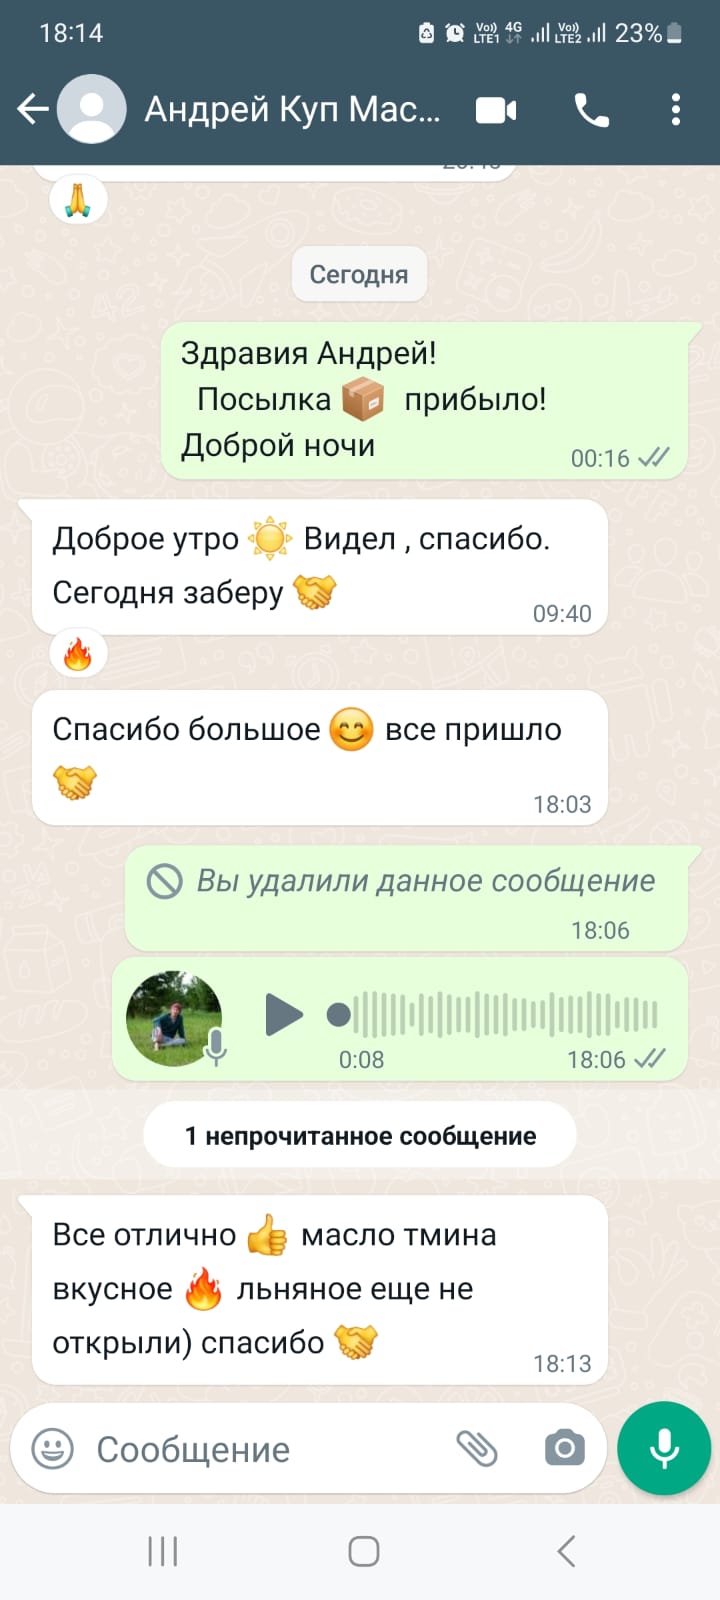 18:14
Vo) LTE1 4G Vo) LTE2 23%
Андрей Куп Мас...
Сегодня
Здравия Андрей!
Посылка 📦 прибыло!
Доброй ночи
00:16
Доброе утро ☀️ Видел , спасибо.
Сегодня заберу 🤝
09:40
Спасибо большое 😊 все пришло
🤝
18:03
Вы удалили данное сообщение
18:06
0:08 18:06
1 непрочитанное сообщение
Все отлично 👍 масло тмина
вкусное 🔥 льняное еще не
открыли) спасибо 🤝
18:13
Сообщение